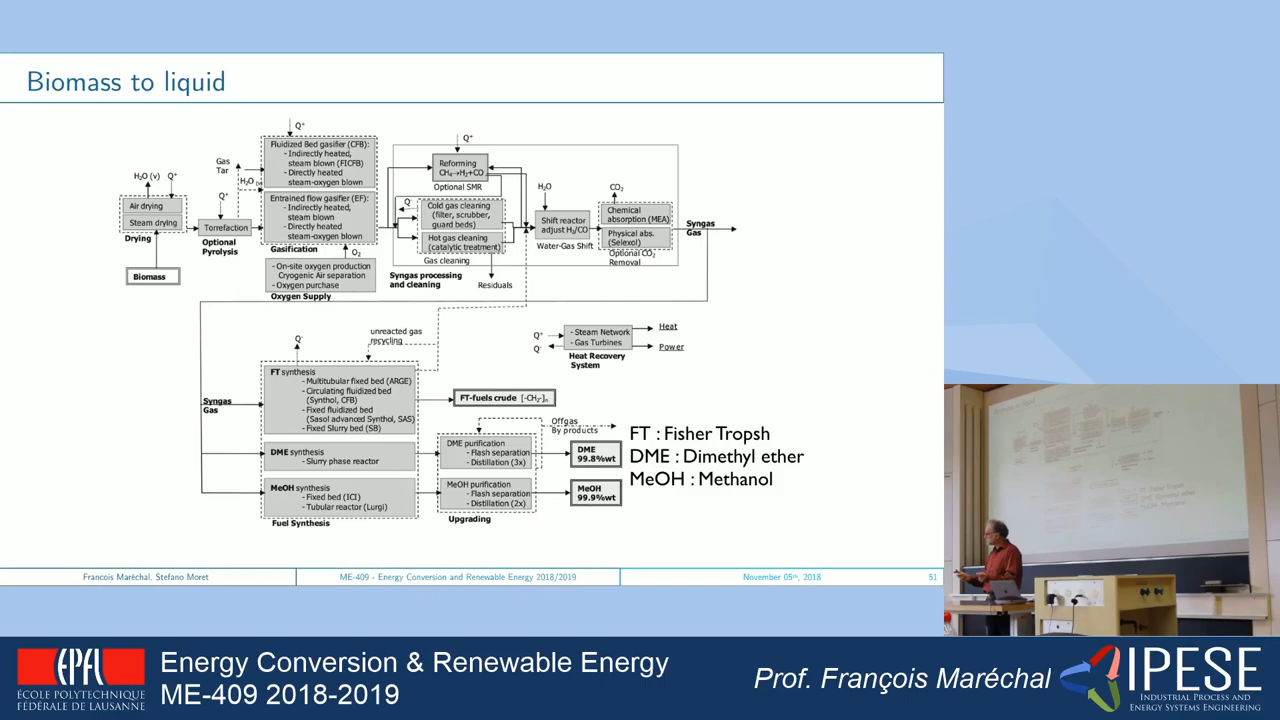 Biomass to liquid
Q⁺
Fluidized Bed gasifier (CFB):
- Indirectly heated,
steam blown (FICFB)
- Directly heated
steam-oxygen blown
Gas
Tar
H₂O (v)
Q⁺
H₂O (v)
Q⁺
Air drying
Steam drying
Drying
Biomass
Torrefaction
Optional
Pyrolysis
Entrained flow gasifier (EF):
- Indirectly heated,
steam blown
- Directly heated
steam-oxygen blown
Gasification
O₂
- On-site oxygen production
Cryogenic Air separation
- Oxygen purchase
Oxygen Supply
Q⁺
Reforming
CH₄→H₂+CO
Optional SMR
Q⁻
Cold gas cleaning
(filter, scrubber,
guard beds)
Hot gas cleaning
(catalytic treatment)
Gas cleaning
Syngas processing
and cleaning
Residuals
H₂O
Shift reactor
adjust H₂/CO
Water-Gas Shift
CO₂
Chemical
absorption (MEA)
Physical abs.
(Selexol)
Optional CO₂
Removal
Syngas
Gas
unreacted gas
recycling
Q⁺
Q⁻
- Steam Network
- Gas Turbines
Heat Recovery
System
Heat
Power
Q⁻
Syngas
Gas
FT synthesis
- Multitubular fixed bed (ARGE)
- Circulating fluidized bed
(Synthol, CFB)
- Fixed fluidized bed
(Sasol advanced Synthol, SAS)
- Fixed Slurry bed (SB)
FT-fuels crude [-CH₂-]ₙ
Offgas
By products
DME synthesis
- Slurry phase reactor
DME purification
- Flash separation
- Distillation (3x)
DME
99.8%wt
MeOH synthesis
- Fixed bed (ICI)
- Tubular reactor (Lurgi)
Fuel Synthesis
MeOH purification
- Flash separation
- Distillation (2x)
Upgrading
MeOH
99.9%wt
FT : Fisher Tropsh
DME : Dimethyl ether
MeOH : Methanol
Francois Maréchal, Stefano Moret
ME-409 - Energy Conversion and Renewable Energy 2018/2019
November 05ᵗʰ, 2018
51
EPFL
ÉCOLE POLYTECHNIQUE
FÉDÉRALE DE LAUSANNE
Energy Conversion & Renewable Energy
ME-409 2018-2019
Prof. François Maréchal
IPESE
INDUSTRIAL PROCESS AND
ENERGY SYSTEMS ENGINEERING